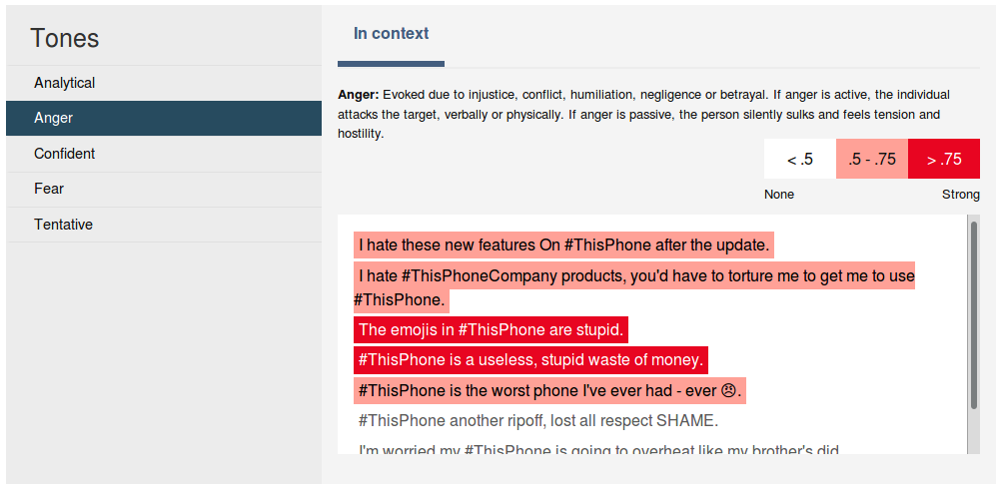 Tones
Analytical
Anger
Confident
Fear
Tentative
In context
Anger: Evoked due to injustice, conflict, humiliation, negligence or betrayal. If anger is active, the individual
attacks the target, verbally or physically. If anger is passive, the person silently sulks and feels tension and
hostility.
< .5 .5 - .75 > .75
None Strong
I hate these new features On #ThisPhone after the update.
I hate #ThisPhoneCompany products, you'd have to torture me to get me to use
#ThisPhone.
The emojis in #ThisPhone are stupid.
#ThisPhone is a useless, stupid waste of money.
#ThisPhone is the worst phone I've ever had - ever 😠.
#ThisPhone another ripoff, lost all respect SHAME.
I'm worried my #ThisPhone is going to overheat like my brother's did.